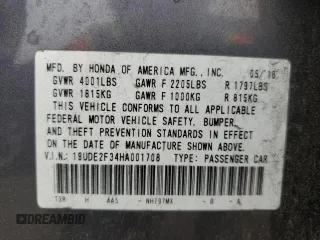 MFD. BY HONDA OF AMERICA MFG., INC. 05/16
GVWR 4001LBS GAWR F 2205LBS R 1797LBS
GVWR 1815KG GAWR F 1000KG R 815KG
THIS VEHICLE CONFORMS TO ALL APPLICABLE
FEDERAL MOTOR VEHICLE SAFETY, BUMPER,
AND THEFT PREVENTION STANDARDS IN EFFECT
ON THE DATE OF MANUFACTURE SHOWN ABOVE.
V.I.N.: 19UDE2F34HA001708 TYPE: PASSENGER CAR
H AAS NH797MX B A
DREAMBID